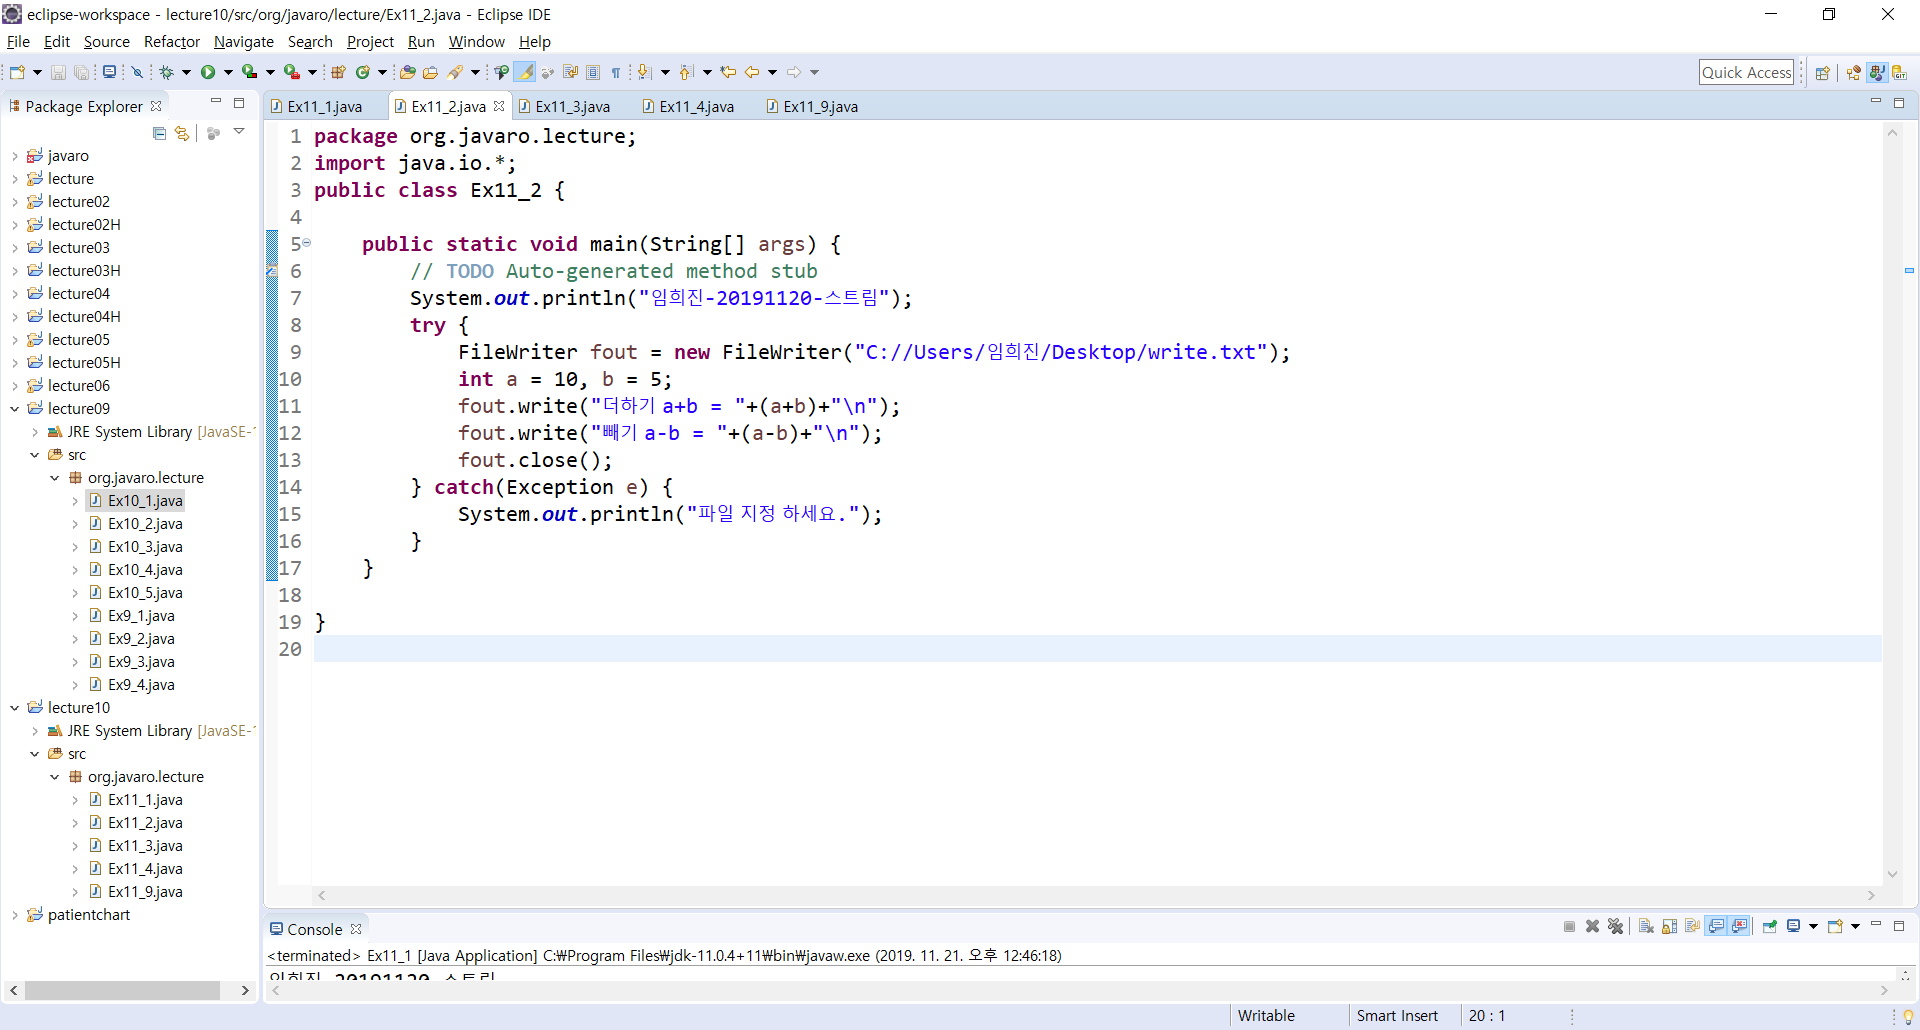 eclipse-workspace - lecture10/src/org/javaro/lecture/Ex11_2.java - Eclipse IDE
File Edit Source Refactor Navigate Search Project Run Window Help
Quick Access
Package Explorer
javaro
lecture
lecture02
lecture02H
lecture03
lecture03H
lecture04
lecture04H
lecture05
lecture05H
lecture06
lecture09
JRE System Library [JavaSE-
src
org.javaro.lecture
Ex10_1.java
Ex10_2.java
Ex10_3.java
Ex10_4.java
Ex10_5.java
Ex9_1.java
Ex9_2.java
Ex9_3.java
Ex9_4.java
lecture10
JRE System Library [JavaSE-
src
org.javaro.lecture
Ex11_1.java
Ex11_2.java
Ex11_3.java
Ex11_4.java
Ex11_9.java
patientchart
Ex11_1.java Ex11_2.java Ex11_3.java Ex11_4.java Ex11_9.java
1 package org.javaro.lecture;
2 import java.io.*;
3 public class Ex11_2 {
4
5 public static void main(String[] args) {
6 // TODO Auto-generated method stub
7 System.out.println("임희진-20191120-스트림");
8 try {
9 FileWriter fout = new FileWriter("C://Users/임희진/Desktop/write.txt");
10 int a = 10, b = 5;
11 fout.write("더하기 a+b = "+(a+b)+"\n");
12 fout.write("빼기 a-b = "+(a-b)+"\n");
13 fout.close();
14 } catch(Exception e) {
15 System.out.println("파일 지정 하세요.");
16 }
17 }
18
19 }
20
Console
<terminated> Ex11_1 [Java Application] C:₩Program Files₩jdk-11.0.4+11₩bin₩javaw.exe (2019. 11. 21. 오후 12:46:18)
임희진-20191120-스트림
Writable Smart Insert 20 : 1